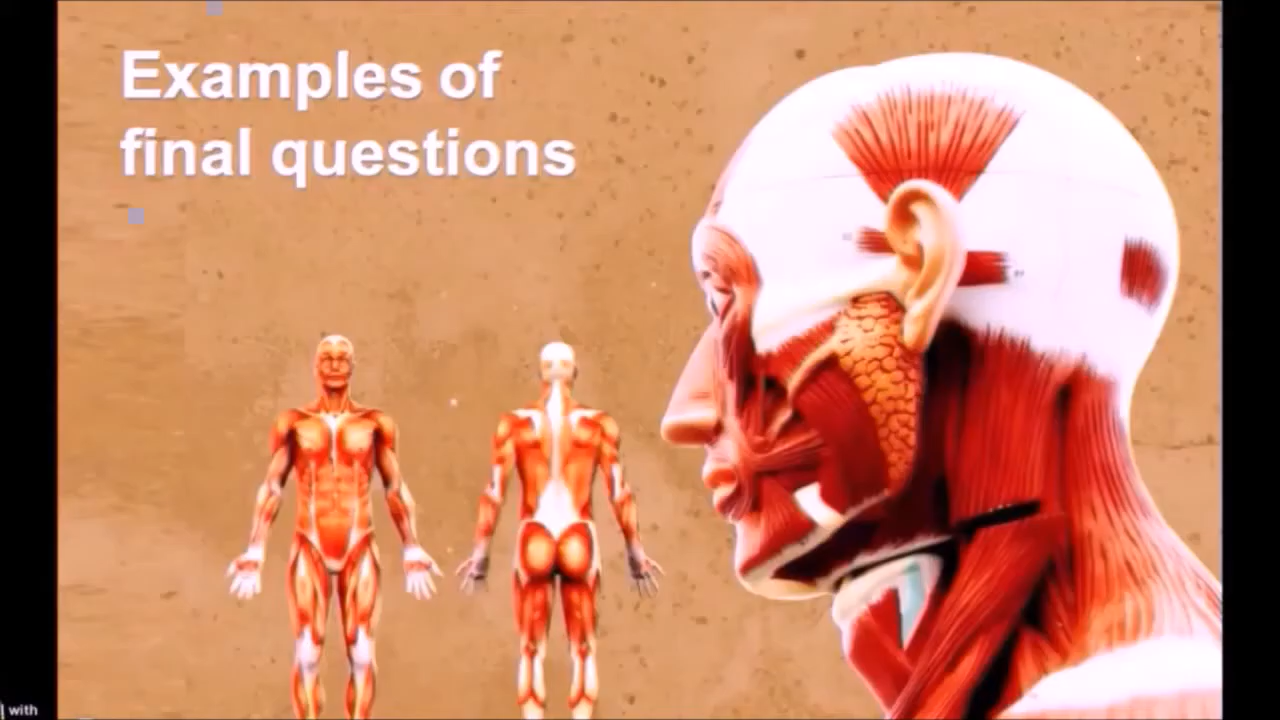 Examples of
final questions
with